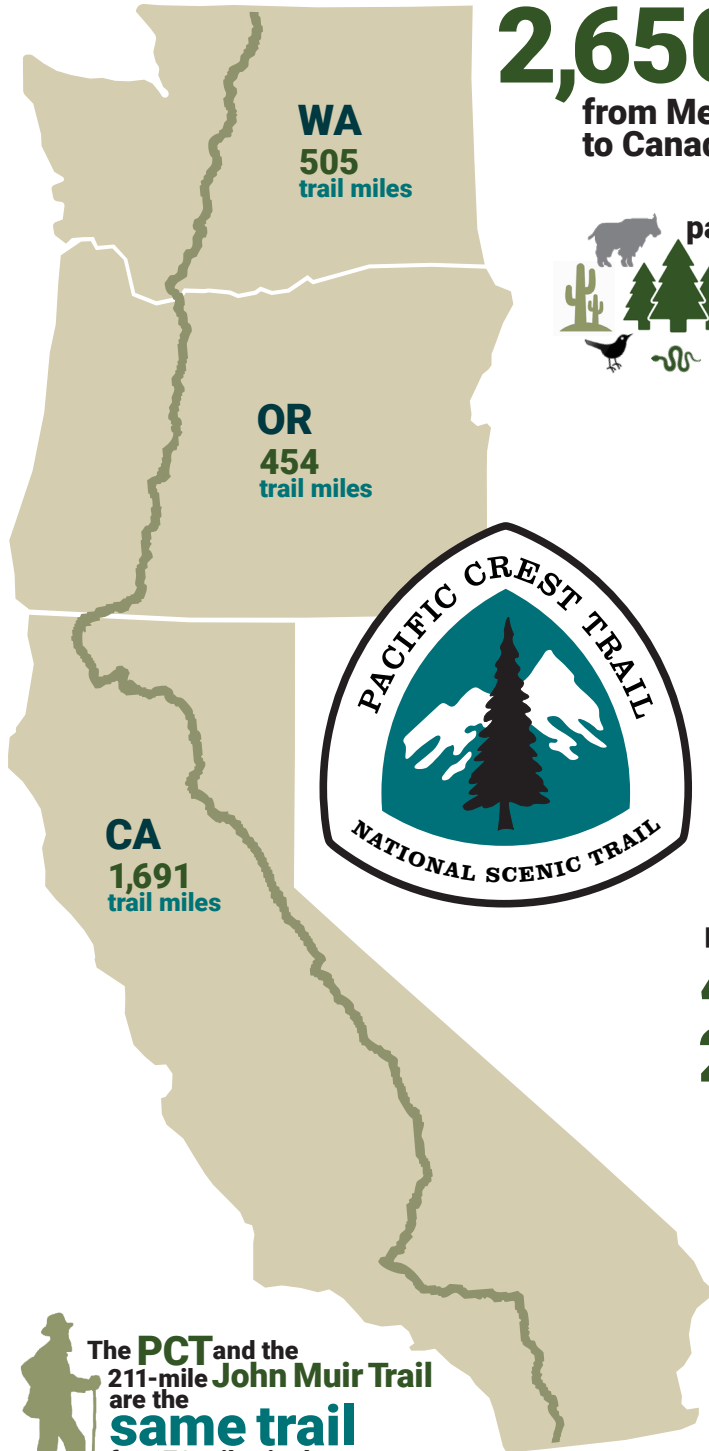 2,650
from Me
to Canad
pa
WA
505
trail miles
OR
454
trail miles
PACIFIC CREST TRAIL
NATIONAL SCENIC TRAIL
CA
1,691
trail miles
The PCT and the
211-mile John Muir Trail
are the
same trail